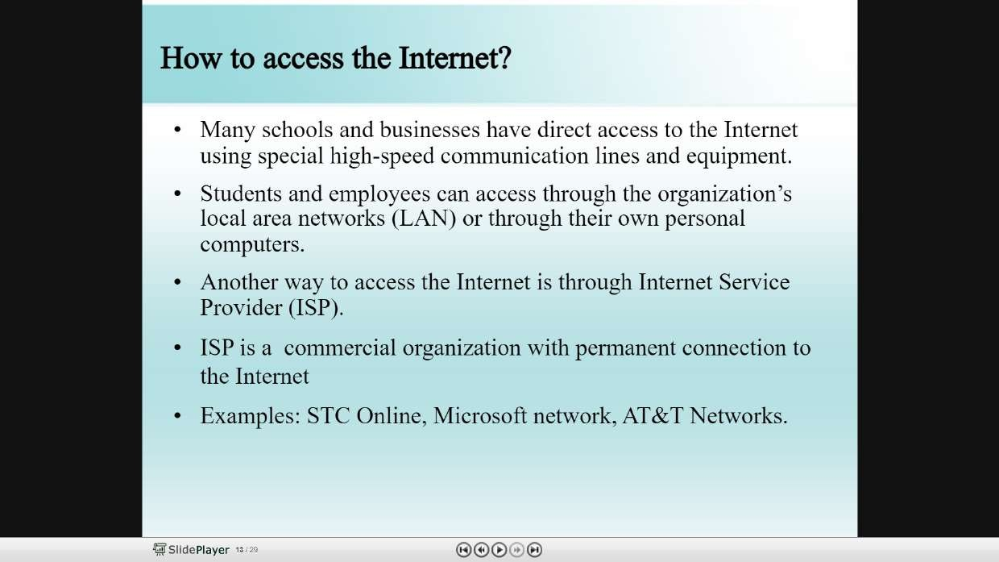 How to access the Internet?
• Many schools and businesses have direct access to the Internet
using special high-speed communication lines and equipment.
• Students and employees can access through the organization's
local area networks (LAN) or through their own personal
computers.
• Another way to access the Internet is through Internet Service
Provider (ISP).
• ISP is a  commercial organization with permanent connection to
the Internet
• Examples: STC Online, Microsoft network, AT&T Networks.
SlidePlayer 13 / 29